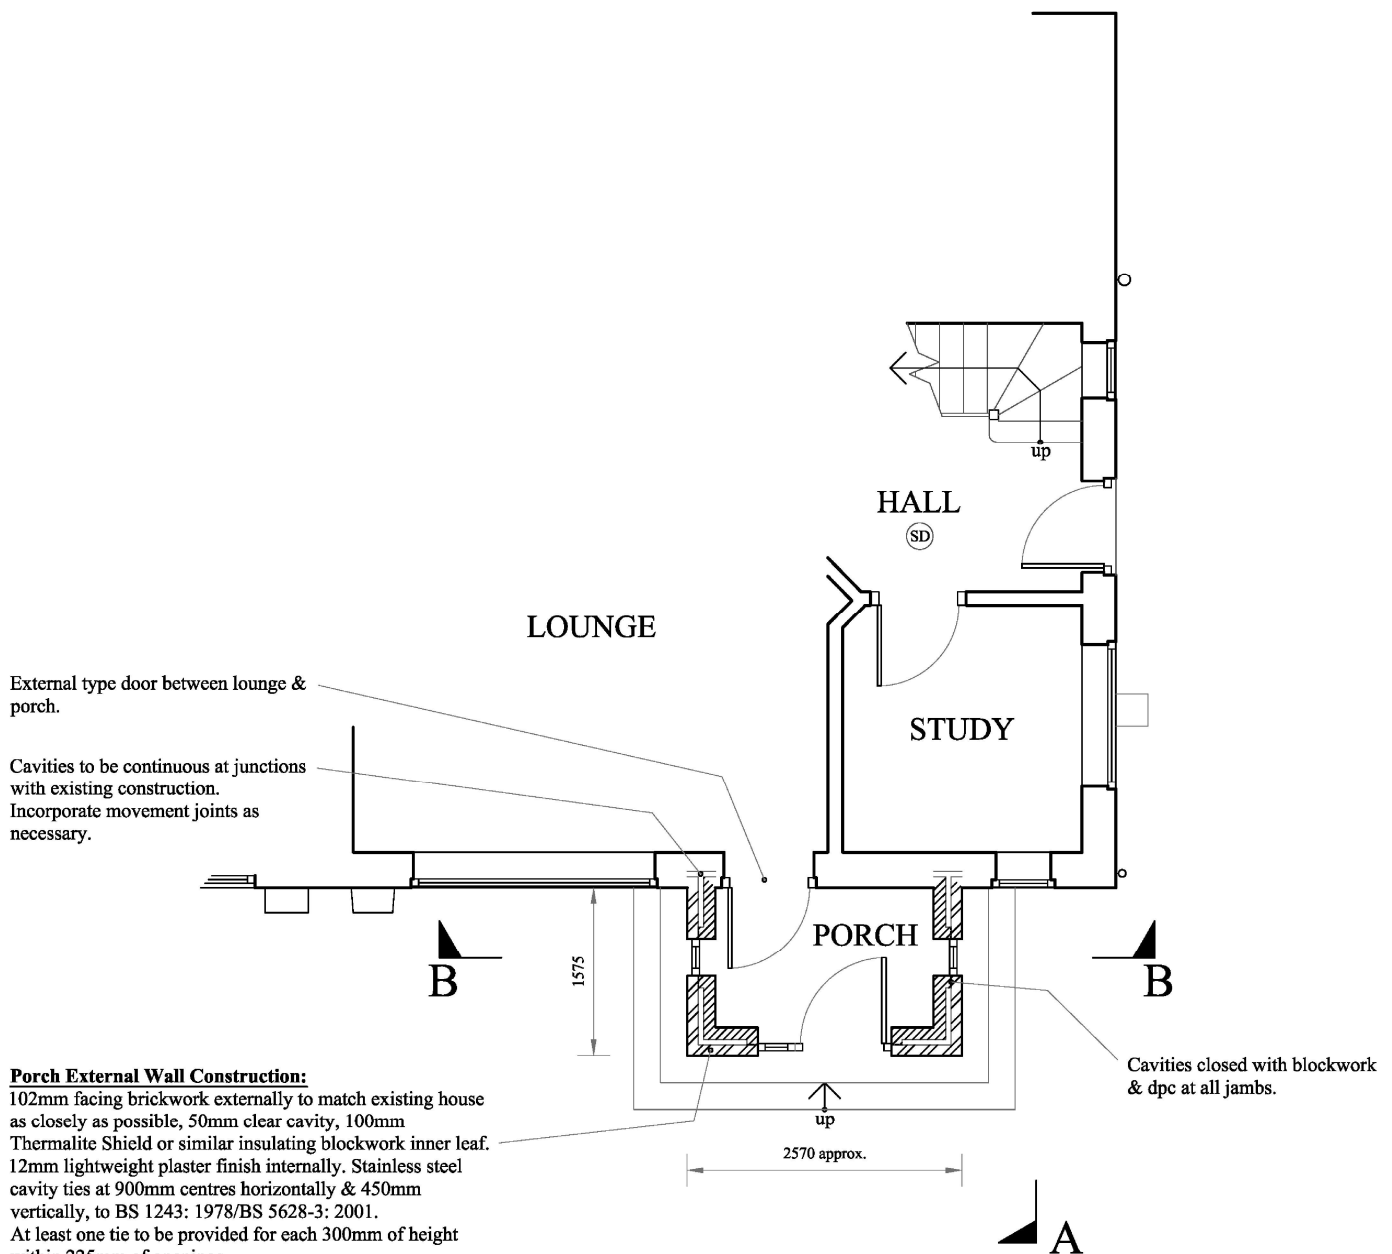 up
HALL
SD
LOUNGE
External type door between lounge &
porch.
STUDY
Cavities to be continuous at junctions
with existing construction.
Incorporate movement joints as
necessary.
PORCH
1575
B
B
Cavities closed with blockwork
& dpc at all jambs.
Porch External Wall Construction:
102mm facing brickwork externally to match existing house
as closely as possible, 50mm clear cavity, 100mm
Thermalite Shield or similar insulating blockwork inner leaf.
12mm lightweight plaster finish internally. Stainless steel
cavity ties at 900mm centres horizontally & 450mm
vertically, to BS 1243: 1978/BS 5628-3: 2001.
At least one tie to be provided for each 300mm of height
up
2570 approx.
A